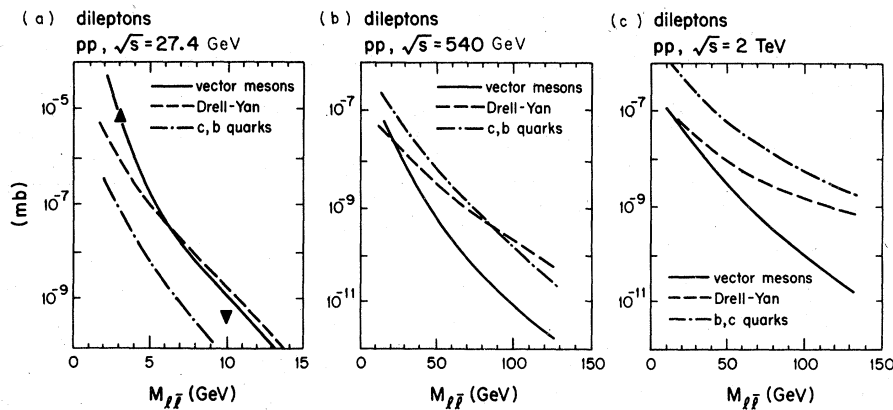 (a) dileptons
pp, √s = 27.4 GeV
vector mesons
Drell-Yan
c, b quarks
(mb)
10⁻⁵
10⁻⁷
10⁻⁹
0 5 10 15
M_ℓℓ̄ (GeV)
(b) dileptons
pp, √s = 540 GeV
vector mesons
Drell-Yan
c, b quarks
10⁻⁷
10⁻⁹
10⁻¹¹
0 50 100 150
M_ℓℓ̄ (GeV)
(c) dileptons
pp, √s = 2 TeV
10⁻⁷
10⁻⁹
10⁻¹¹
vector mesons
Drell-Yan
b, c quarks
0 50 100 150
M_ℓℓ̄ (GeV)